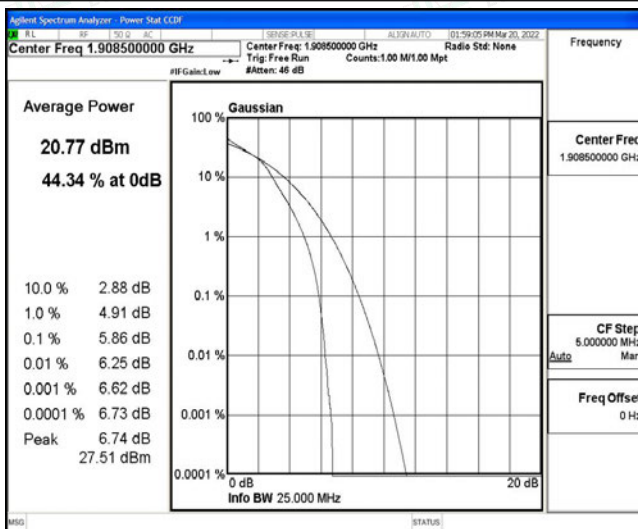 Agilent Spectrum Analyzer - Power Stat CCDF
RL RF 50 Ω AC SENSE:PULSE ALIGN AUTO 01:59:05 PM Mar 20, 2022
Center Freq 1.908500000 GHz
Center Freq: 1.908500000 GHz Radio Std: None
Trig: Free Run Counts:1.00 M/1.00 Mpt
#IFGain:Low #Atten: 46 dB
Frequency
Average Power
20.77 dBm
44.34 % at 0dB
10.0 % 2.88 dB
1.0 % 4.91 dB
0.1 % 5.86 dB
0.01 % 6.25 dB
0.001 % 6.62 dB
0.0001 % 6.73 dB
Peak 6.74 dB
27.51 dBm
Gaussian
100 %
10 %
1 %
0.1 %
0.01 %
0.001 %
0.0001 %
0 dB 20 dB
Info BW 25.000 MHz
Center Freq
1.908500000 GHz
CF Step
5.000000 MHz
Auto Man
Freq Offset
0 Hz
MSG STATUS